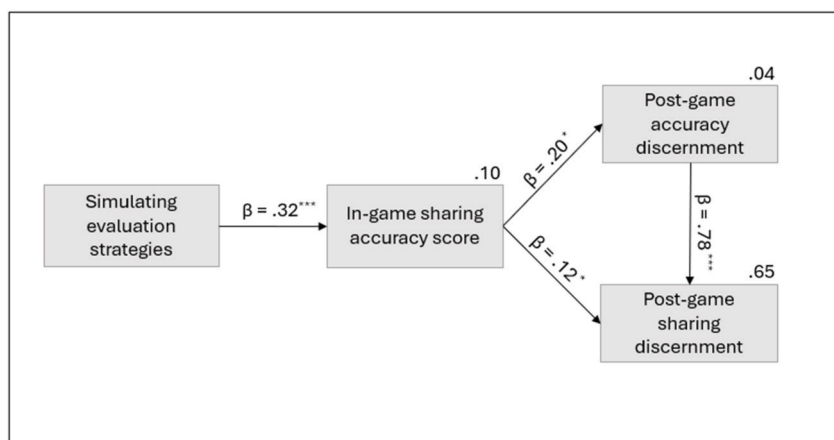 Simulating
evaluation
strategies
β = .32***
.10
In-game sharing
accuracy score
β = .20*
β = .12*
.04
Post-game
accuracy
discernment
β = .78***
.65
Post-game
sharing
discernment